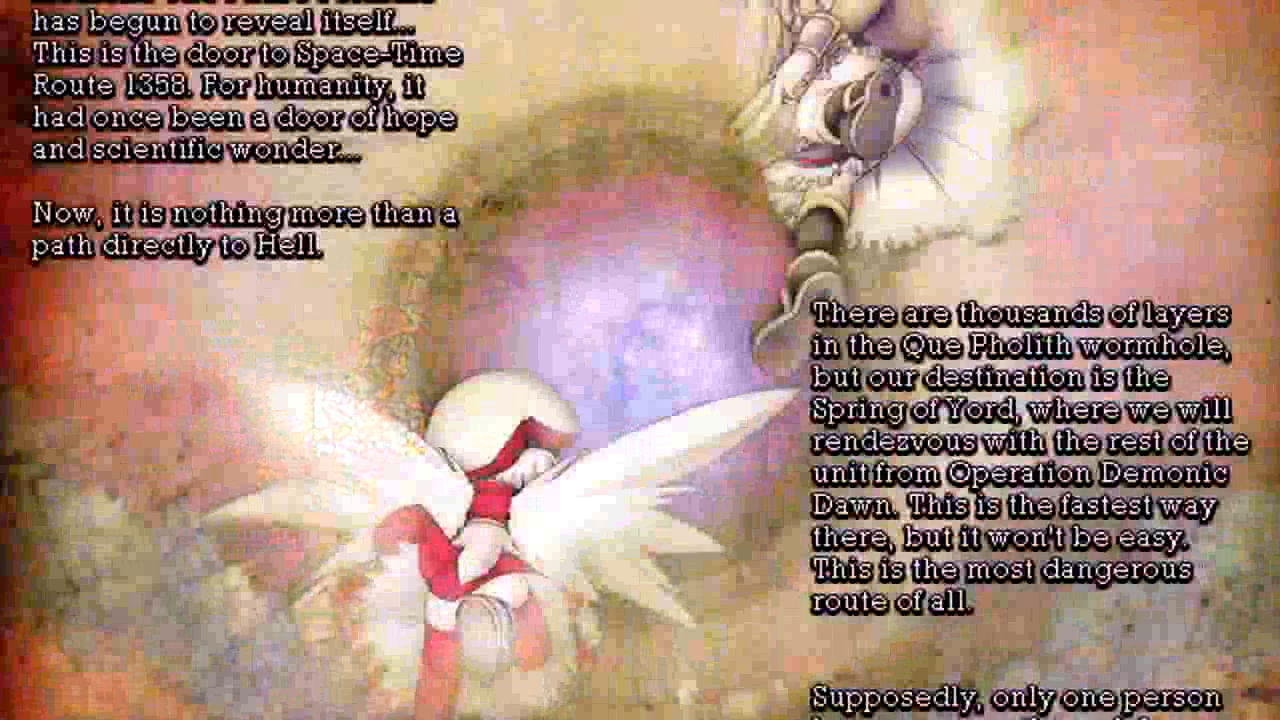 has begun to reveal itself...
This is the door to Space-Time
Route 1358. For humanity, it
had once been a door of hope
and scientific wonder...
Now, it is nothing more than a
path directly to Hell.
There are thousands of layers
in the Que Pholith wormhole,
but our destination is the
Spring of Yord, where we will
rendezvous with the rest of the
unit from Operation Demonic
Dawn. This is the fastest way
there, but it won't be easy.
This is the most dangerous
route of all.
Supposedly, only one person